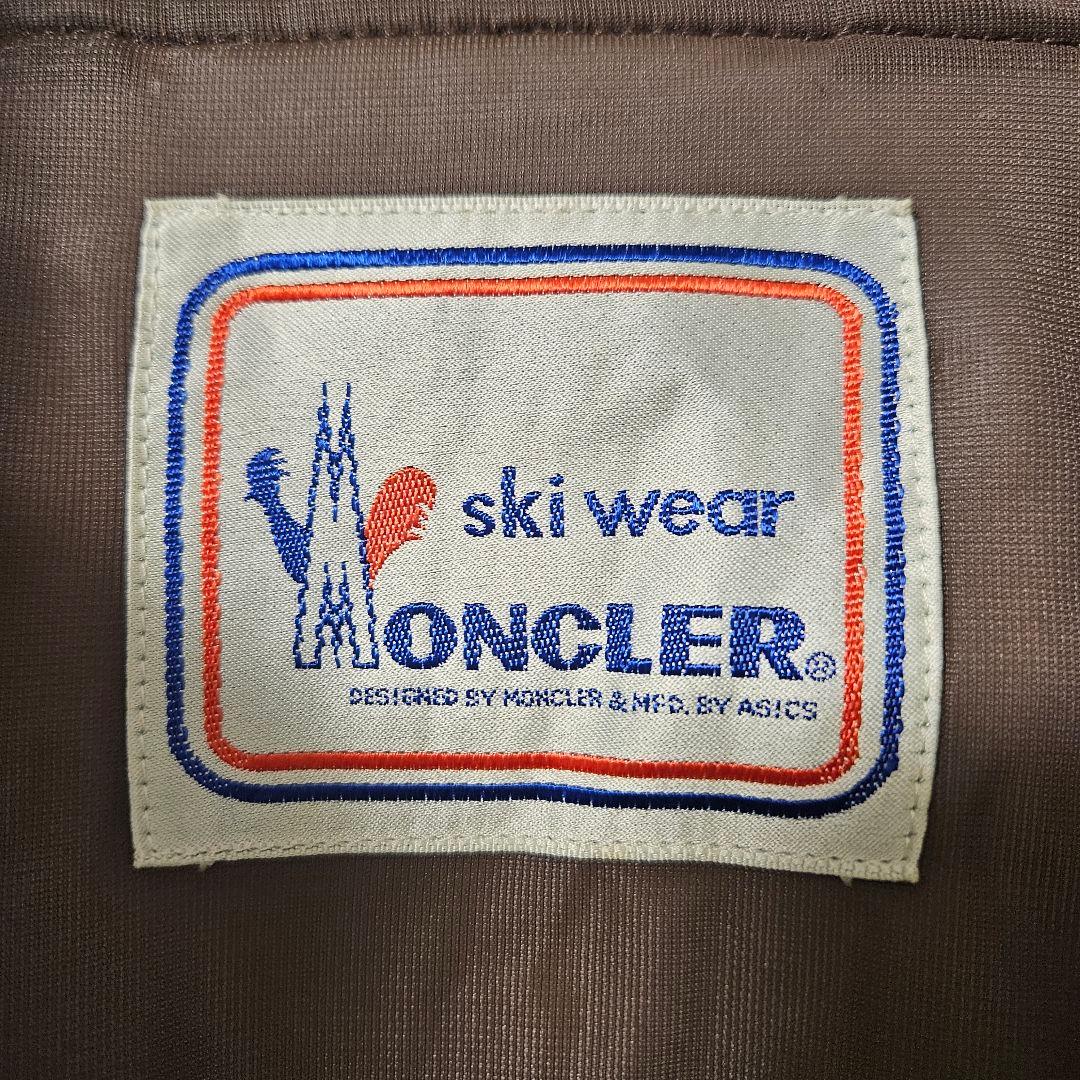 ski wear
MONCLER®
DESIGNED BY MONCLER & MFD. BY ASICS